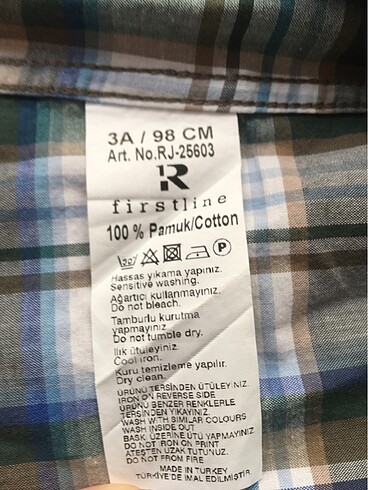 3A / 98 CM
Art. No.RJ-25603
1R
firstline
100 % Pamuk/Cotton
30° P
Hassas yıkama yapınız.
Sensitive washing.
Ağartıcı kullanmayınız.
Do not bleach.
Tamburlu kurutma
yapmayınız.
Do not tumble dry.
Ilık ütüleyiniz.
Cool iron.
Kuru temizleme yapılır.
Dry clean.
ÜRÜNÜ TERSİNDEN ÜTÜLEYİNİZ.
IRON ON REVERSE SIDE
ÜRÜNÜ BENZER RENKLERLE
TERSİNDEN YIKAYINIZ.
WASH WITH SIMILAR COLOURS
WASH INSIDE OUT
BASK. ÜZERİNE ÜTÜ YAPMAYINIZ
DO NOT IRON ON PRINT
ATEŞTEN UZAK TUTUNUZ.
DO NOT FROM FIRE
MADE IN TURKEY
TÜRKİYE'DE İMAL EDİLMİŞTİR.